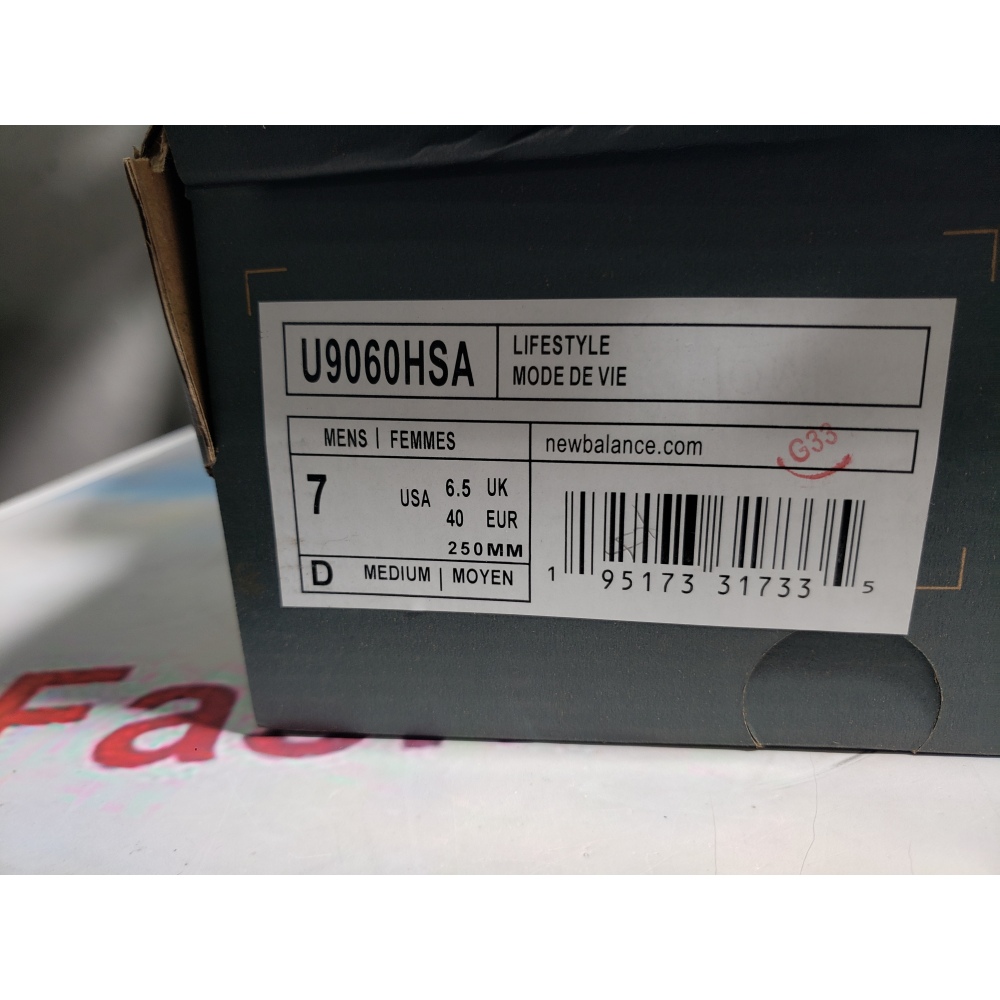 U9060HSA
LIFESTYLE
MODE DE VIE
MENS | FEMMES
newbalance.com
G33
7
USA 6.5 UK
40 EUR
250MM
D MEDIUM | MOYEN
1 95173 31733 5